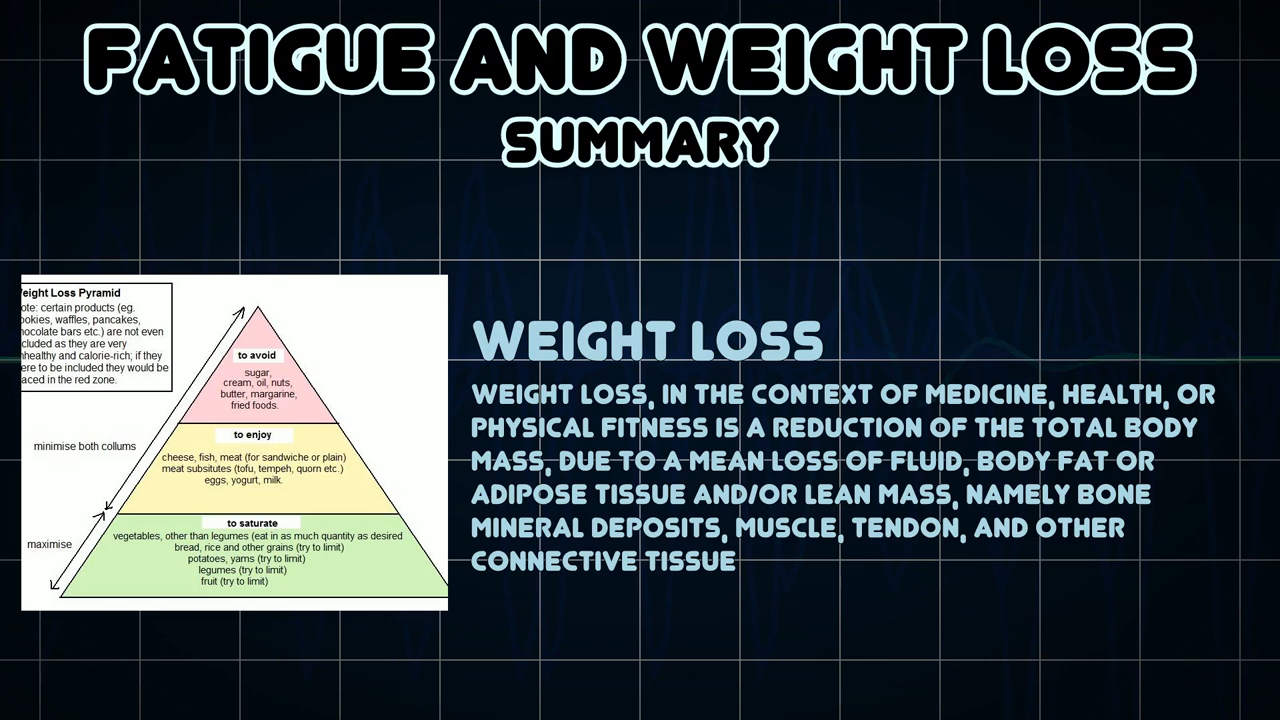 FATIGUE AND WEIGHT LOSS
SUMMARY
eight Loss Pyramid
ote: certain products (eg.
ookies, waffles, pancakes,
hocolate bars etc.) are not even
cluded as they are very
nhealthy and calorie-rich; if they
ere to be included they would be
aced in the red zone.
to avoid
sugar,
cream, oil, nuts,
butter, margarine,
fried foods.
to enjoy
minimise both collums
cheese, fish, meat (for sandwiche or plain)
meat subsitutes (tofu, tempeh, quorn etc.)
eggs, yogurt, milk.
to saturate
maximise
vegetables, other than legumes (eat in as much quantity as desired
bread, rice and other grains (try to limit)
potatoes, yams (try to limit)
legumes (try to limit)
fruit (try to limit)
WEIGHT LOSS
WEIGHT LOSS, IN THE CONTEXT OF MEDICINE, HEALTH, OR
PHYSICAL FITNESS IS A REDUCTION OF THE TOTAL BODY
MASS, DUE TO A MEAN LOSS OF FLUID, BODY FAT OR
ADIPOSE TISSUE AND/OR LEAN MASS, NAMELY BONE
MINERAL DEPOSITS, MUSCLE, TENDON, AND OTHER
CONNECTIVE TISSUE